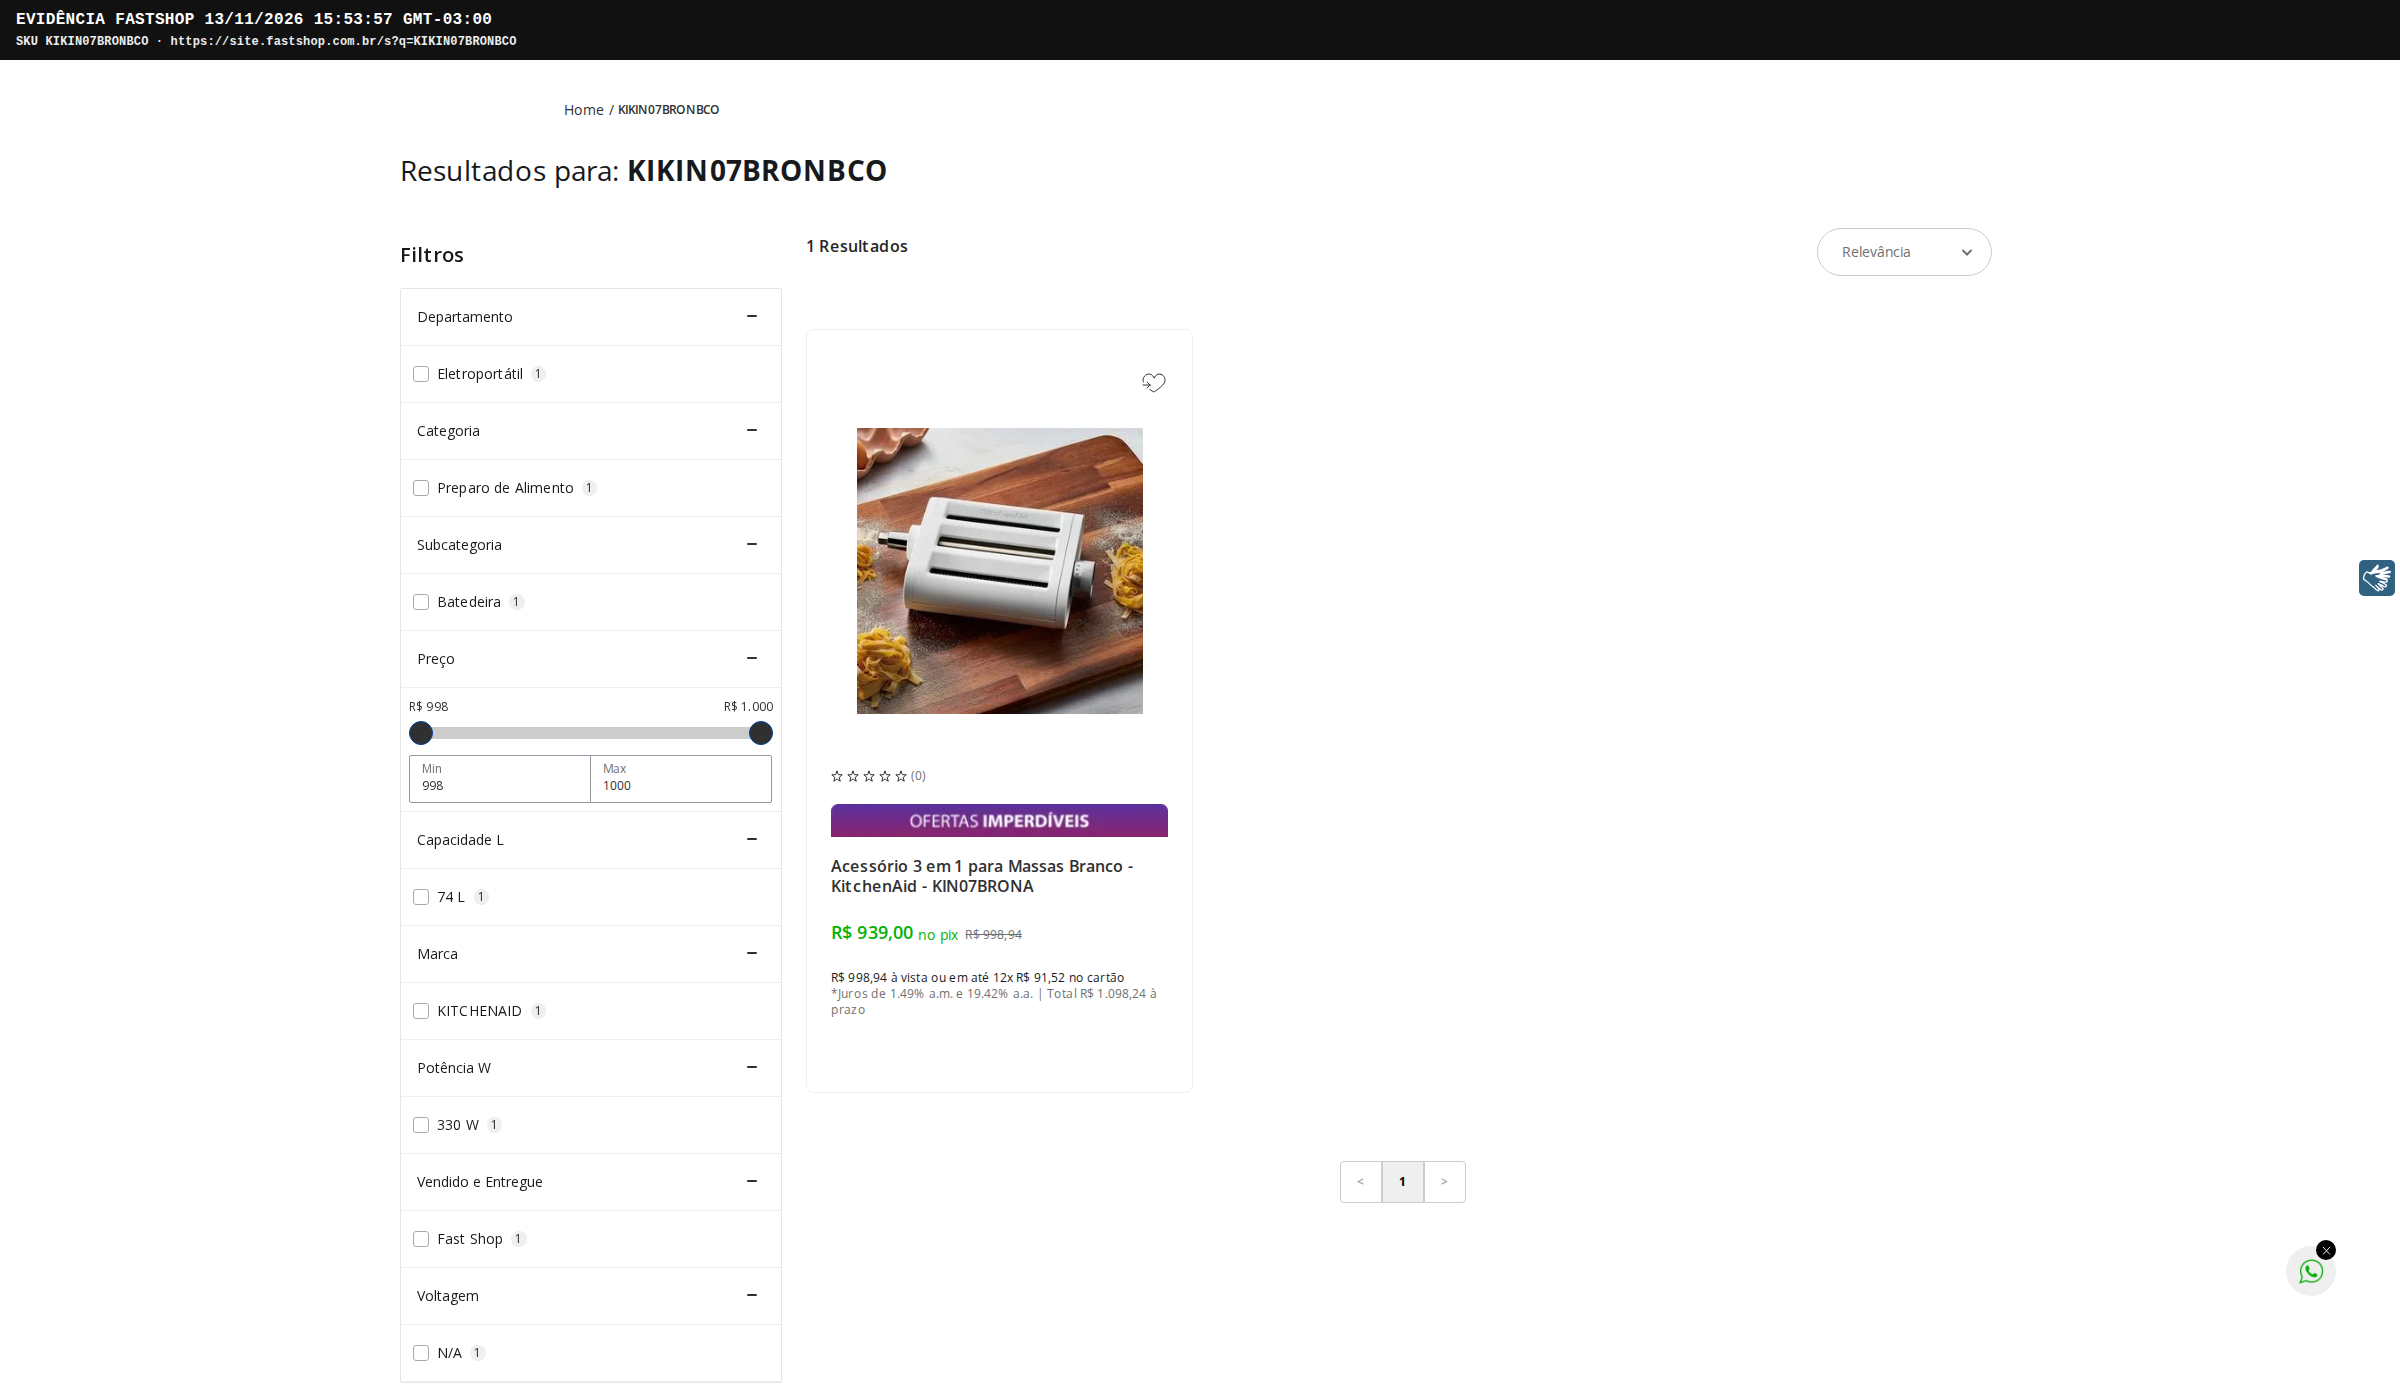 EVIDÊNCIA FASTSHOP 13/11/2026 15:53:57 GMT-03:00
SKU KIKIN07BRONBCO · https://site.fastshop.com.br/s?q=KIKIN07BRONBCO
Home / KIKIN07BRONBCO
Resultados para: KIKIN07BRONBCO
Filtros
1 Resultados
Relevância
Departamento
Eletroportátil 1
Categoria
Preparo de Alimento 1
Subcategoria
Batedeira 1
Preço
R$ 998 R$ 1.000
Min Max
998 1000
Capacidade L
74 L 1
Marca
KITCHENAID 1
Potência W
330 W 1
Vendido e Entregue
Fast Shop 1
Voltagem
N/A 1
KitchenAid
(0)
OFERTAS IMPERDÍVEIS
Acessório 3 em 1 para Massas Branco -
KitchenAid - KIN07BRONA
R$ 939,00 no pix R$ 998,94
R$ 998,94 à vista ou em até 12x R$ 91,52 no cartão
*Juros de 1.49% a.m. e 19.42% a.a. | Total R$ 1.098,24 à
prazo
< 1 >